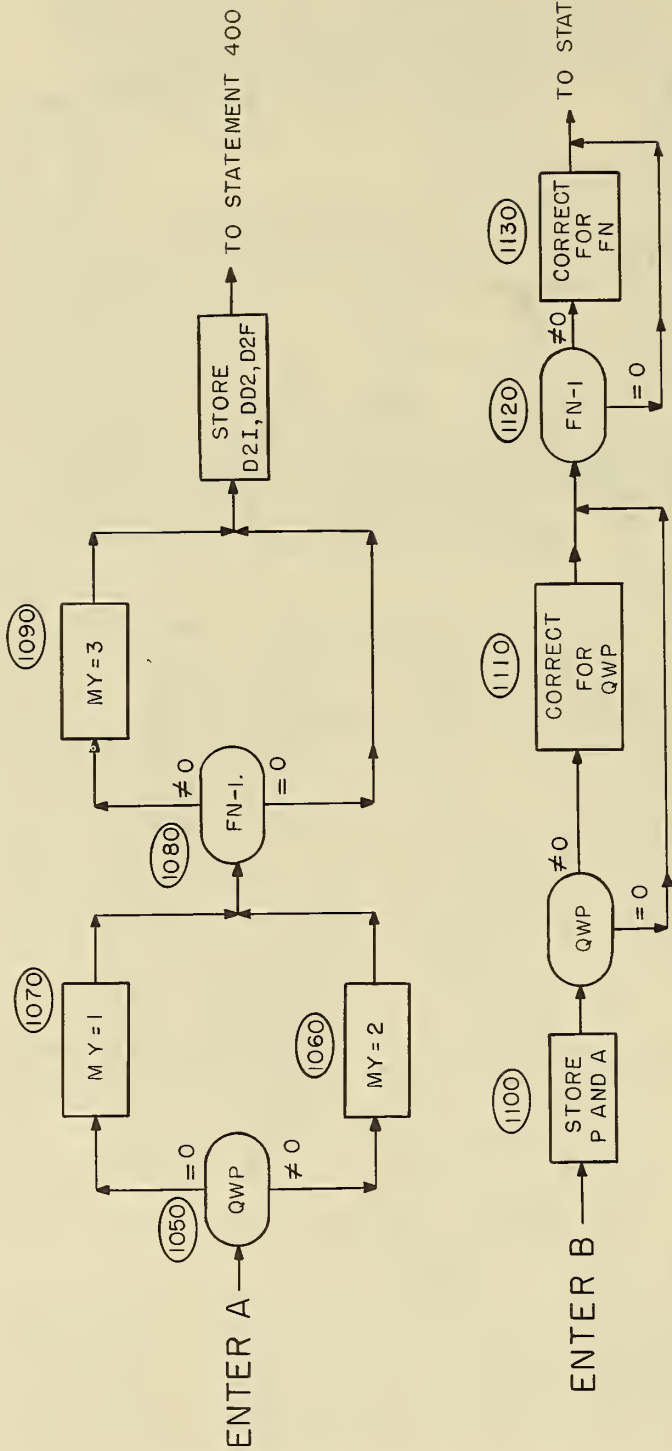 ENTER A
1050
QWP
= 0
≠ 0
1070
MY=1
1060
MY=2
1080
FN-1.
≠ 0
= 0
1090
MY=3
STORE
D2I, DD2, D2F
TO STATEMENT 400
ENTER B
1100
STORE
P AND A
QWP
≠ 0
= 0
1110
CORRECT
FOR
QWP
1120
FN-1
≠ 0
= 0
1130
CORRECT
FOR
FN
TO STAT